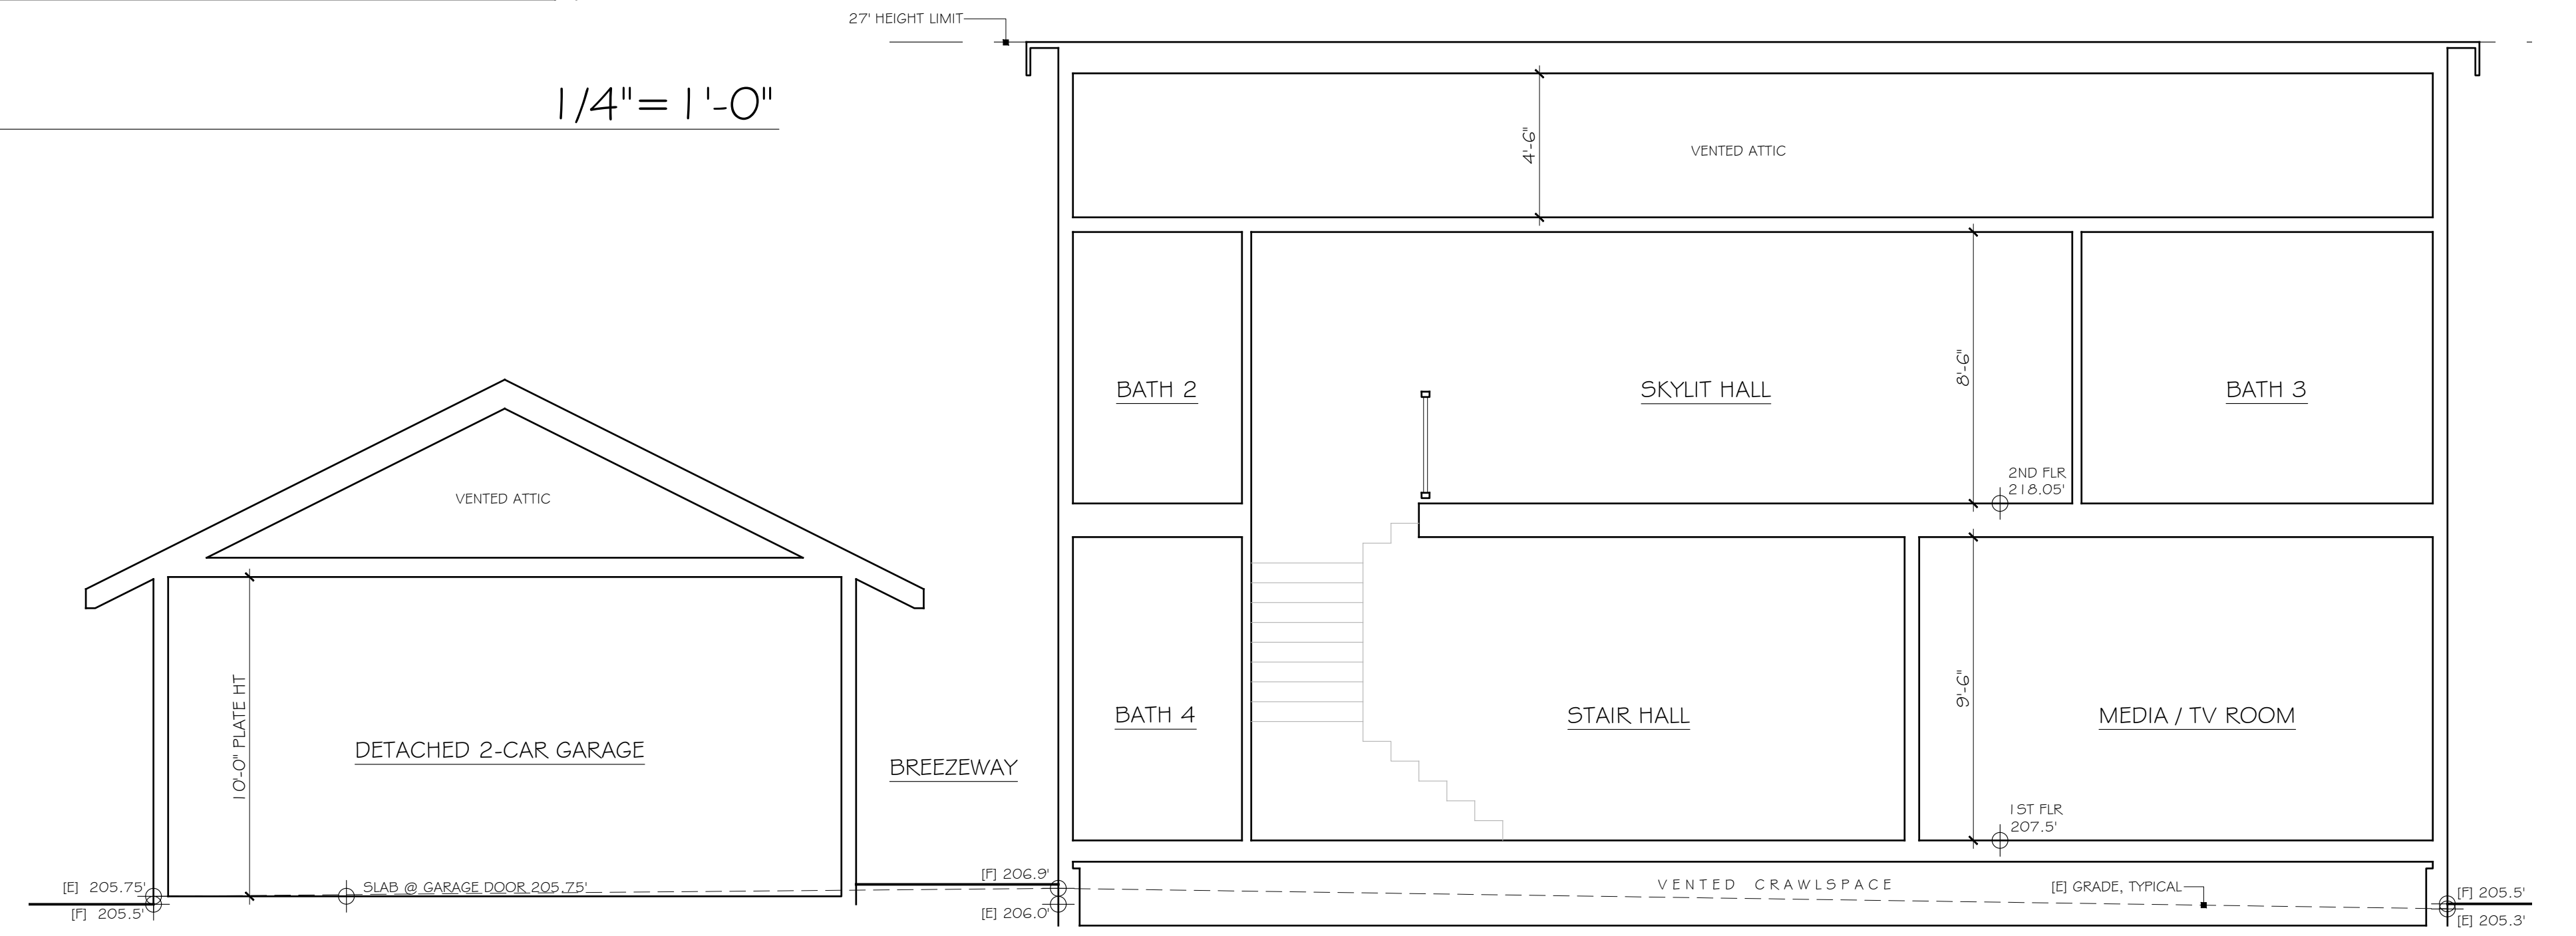 27' HEIGHT LIMIT
1/4"= 1'-0"
4'-6"
VENTED ATTIC
BATH 2
SKYLIT HALL
8'-6"
BATH 3
2ND FLR
218.05'
VENTED ATTIC
10'-0" PLATE HT
DETACHED 2-CAR GARAGE
BREEZEWAY
BATH 4
STAIR HALL
9'-6"
MEDIA / TV ROOM
1ST FLR
207.5'
[E] 205.75'
[F] 205.5'
SLAB @ GARAGE DOOR 205.75'
[F] 206.9'
[E] 206.0'
VENTED CRAWLSPACE
[E] GRADE, TYPICAL
[F] 205.5'
[E] 205.3'